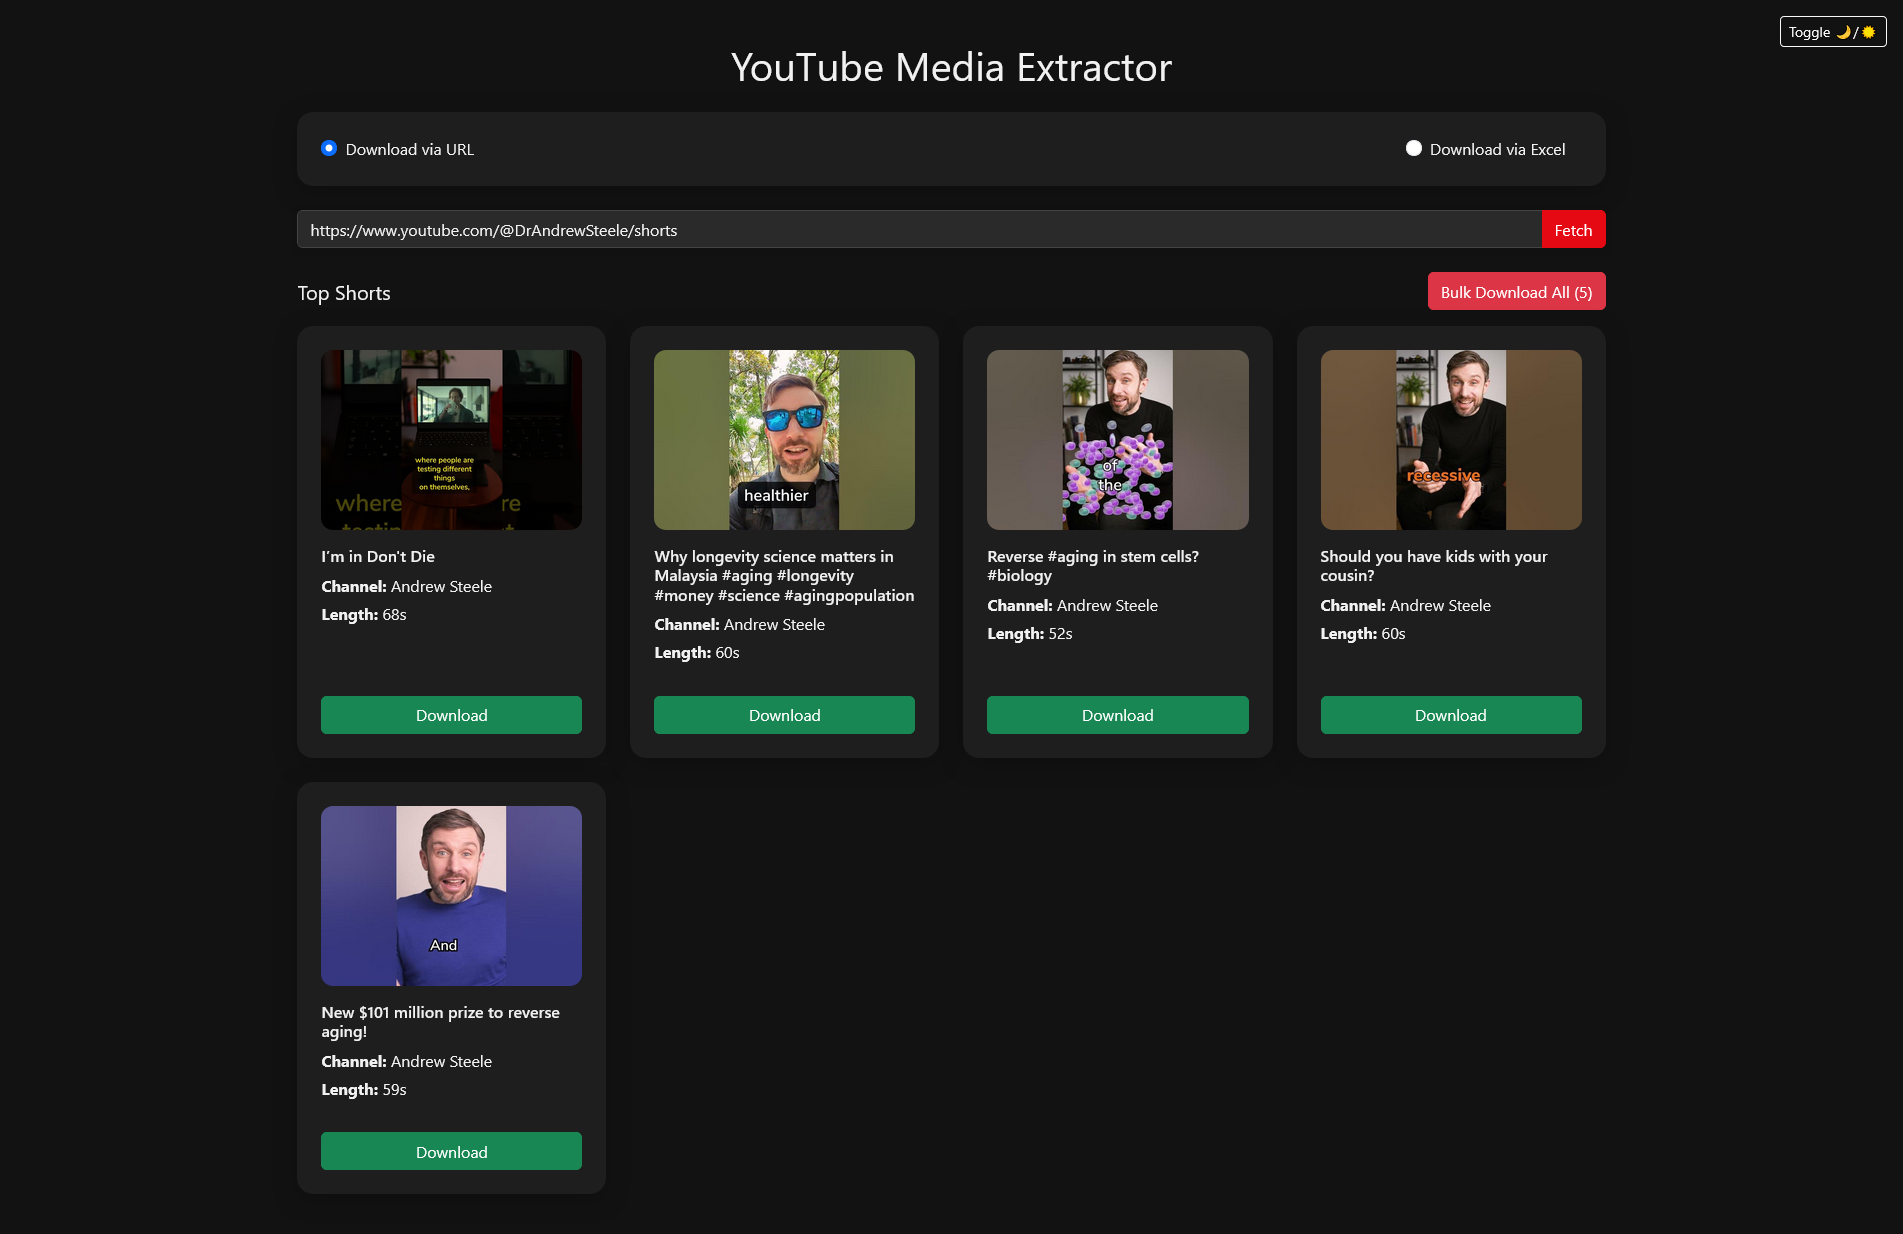 Toggle 🌙/☀️
YouTube Media Extractor
Download via URL
Download via Excel
https://www.youtube.com/@DrAndrewSteele/shorts
Fetch
Top Shorts
Bulk Download All (5)
where people are
testing different
things
on themselves,
where
re
I’m in Don't Die
Channel: Andrew Steele
Length: 68s
Download
healthier
Why longevity science matters in
Malaysia #aging #longevity
#money #science #agingpopulation
Channel: Andrew Steele
Length: 60s
Download
of
the
Reverse #aging in stem cells?
#biology
Channel: Andrew Steele
Length: 52s
Download
recessive
Should you have kids with your
cousin?
Channel: Andrew Steele
Length: 60s
Download
And
New $101 million prize to reverse
aging!
Channel: Andrew Steele
Length: 59s
Download